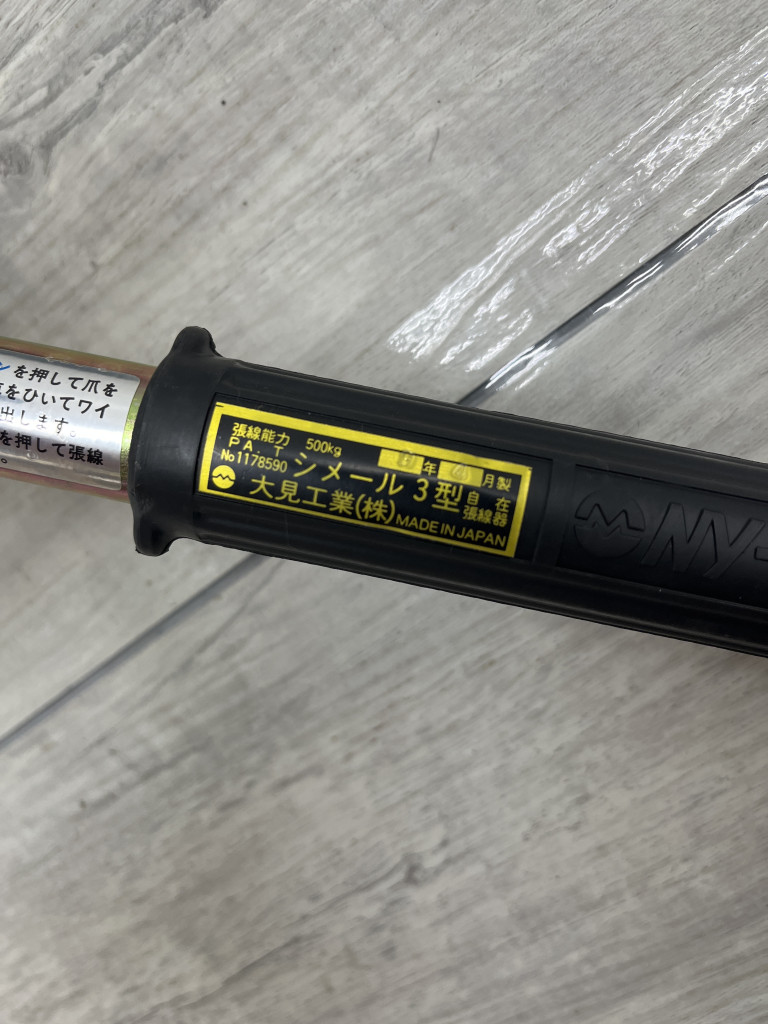 ンを押して爪を
をひいてワイ
出します。
を押して張線
。
張線能力 500kg 年 月製
PA.T
No1178590 シメール 3型 自在張線器
大見工業(株) MADE IN JAPAN
NY-